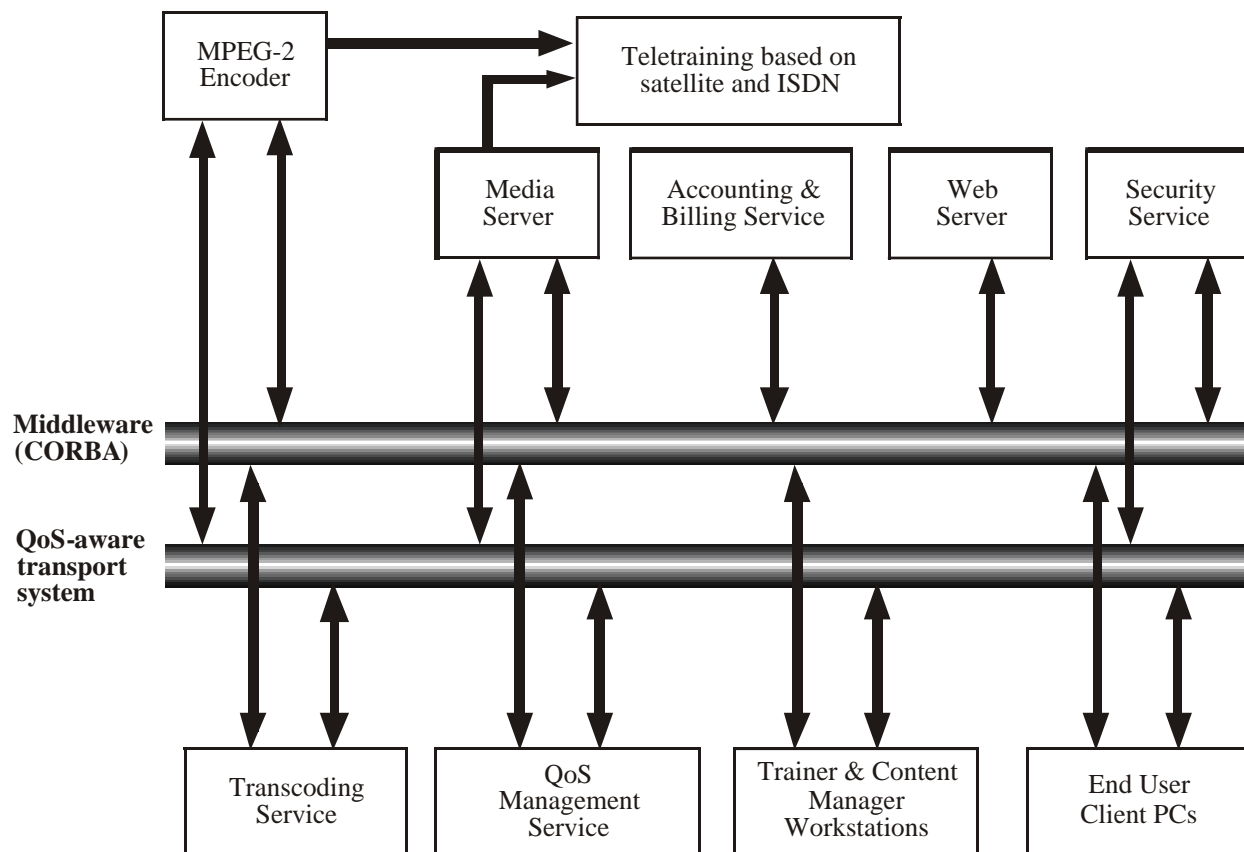 MPEG-2
Encoder
Teletraining based on
satellite and ISDN
Media
Server
Accounting &
Billing Service
Web
Server
Security
Service
Middleware
(CORBA)
QoS-aware
transport
system
Transcoding
Service
QoS
Management
Service
Trainer & Content
Manager
Workstations
End User
Client PCs